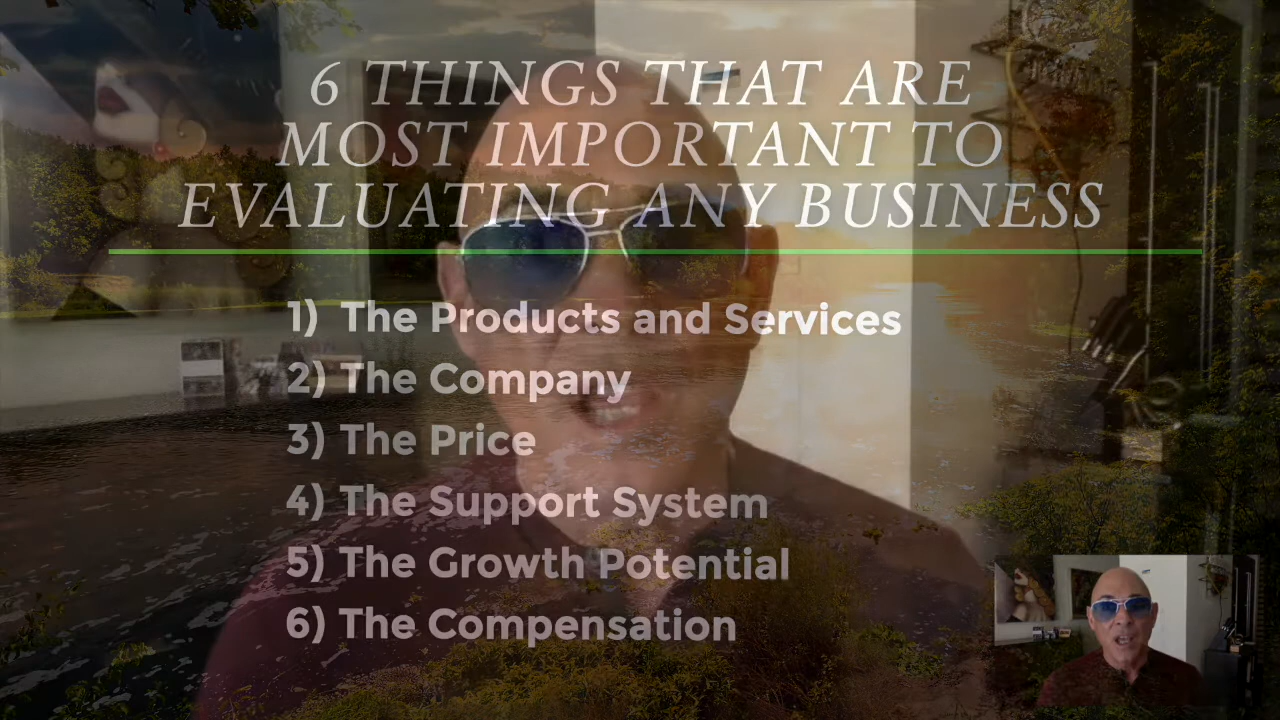 6 THINGS THAT ARE
MOST IMPORTANT TO
EVALUATING ANY BUSINESS
1) The Products and Services
2) The Company
3) The Price
4) The Support System
5) The Growth Potential
6) The Compensation